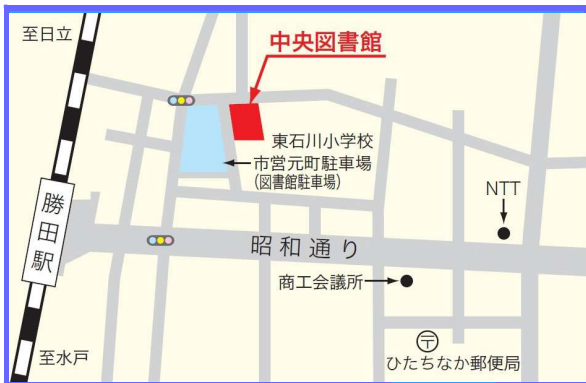 至日立
中央図書館
東石川小学校
市営元町駐車場
(図書館駐車場)
NTT
勝田駅
昭和通り
商工会議所
〒
ひたちなか郵便局
至水戸